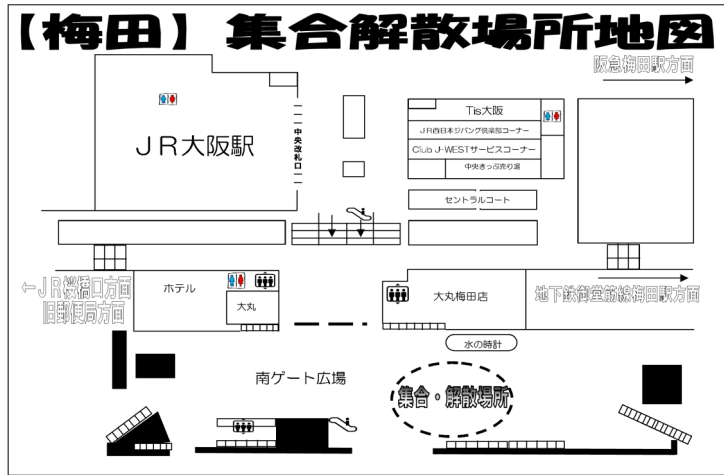 【梅田】 集合解散場所地図
阪急梅田駅方面
JR大阪駅
中央改札口
Tis大阪
JR西日本ジパング倶楽部コーナー
Club J-WESTサービスコーナー
中央きっぷ売り場
セントラルコート
←JR桜橋口方面
旧郵便局方面
ホテル
大丸
大丸梅田店
地下鉄御堂筋線梅田駅方面
水の時計
南ゲート広場
集合・解散場所